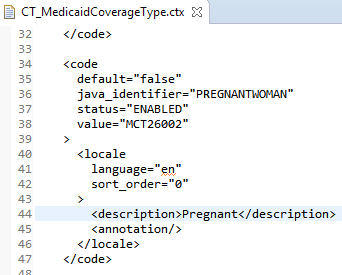 CT_MedicaidCoverageType.ctx
32 </code>
33
34 <code
35 default="false"
36 java_identifier="PREGNANTWOMAN"
37 status="ENABLED"
38 value="MCT26002"
39 >
40 <locale
41 language="en"
42 sort_order="0"
43 >
44 <description>Pregnant</description>
45 <annotation/>
46 </locale>
47 </code>